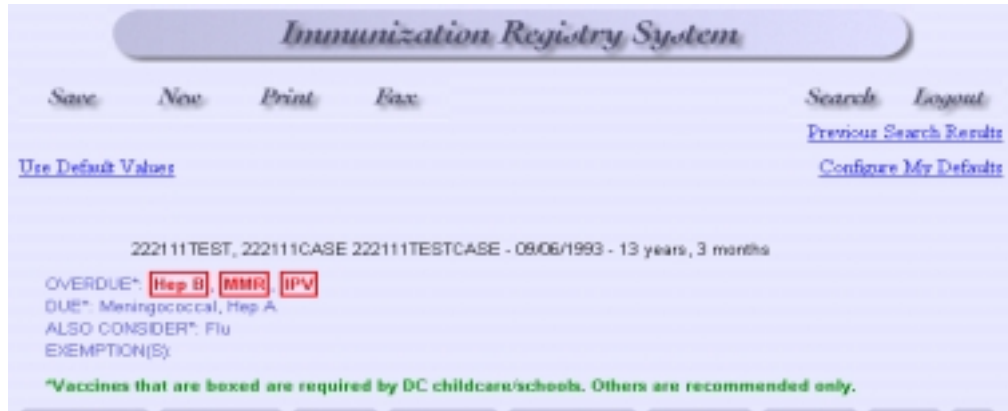 Immunization Registry System
Save New Print Fax Search Logout
Previous Search Results
Use Default Values Configure My Defaults
222111TEST, 222111CASE 222111TESTCASE - 09/06/1993 - 13 years, 3 months
OVERDUE*: Hep B, MMR, IPV
DUE*: Meningococcal, Hep A
ALSO CONSIDER*: Flu
EXEMPTION(S):
*Vaccines that are boxed are required by DC childcare/schools. Others are recommended only.